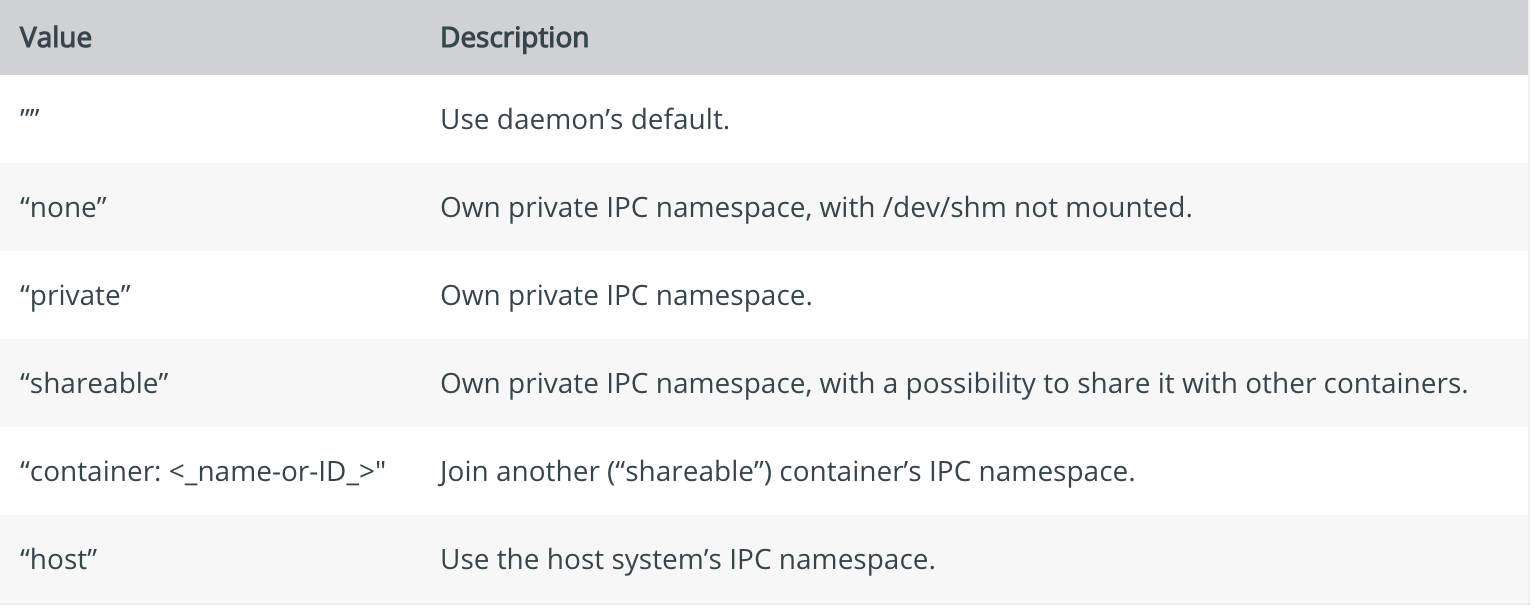 Value Description
”” Use daemon’s default.
“none” Own private IPC namespace, with /dev/shm not mounted.
“private” Own private IPC namespace.
“shareable” Own private IPC namespace, with a possibility to share it with other containers.
“container: <_name-or-ID_>" Join another (“shareable”) container’s IPC namespace.
“host” Use the host system’s IPC namespace.